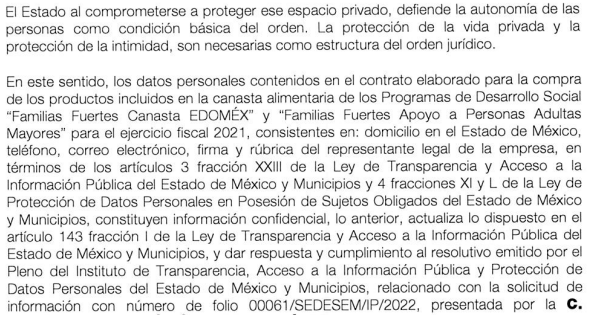 El Estado al comprometerse a proteger ese espacio privado, defiende la autonomía de las
personas como condición básica del orden. La protección de la vida privada y la
protección de la intimidad, son necesarias como estructura del orden jurídico.
En este sentido, los datos personales contenidos en el contrato elaborado para la compra
de los productos incluidos en la canasta alimentaria de los Programas de Desarrollo Social
“Familias Fuertes Canasta EDOMÉX” y “Familias Fuertes Apoyo a Personas Adultas
Mayores” para el ejercicio fiscal 2021, consistentes en: domicilio en el Estado de México,
teléfono, correo electrónico, firma y rúbrica del representante legal de la empresa, en
términos de los artículos 3 fracción XXIII de la Ley de Transparencia y Acceso a la
Información Pública del Estado de México y Municipios y 4 fracciones XI y L de la Ley de
Protección de Datos Personales en Posesión de Sujetos Obligados del Estado de México
y Municipios, constituyen información confidencial, lo anterior, actualiza lo dispuesto en el
artículo 143 fracción I de la Ley de Transparencia y Acceso a la Información Pública del
Estado de México y Municipios, y dar respuesta y cumplimiento al resolutivo emitido por el
Pleno del Instituto de Transparencia, Acceso a la Información Pública y Protección de
Datos Personales del Estado de México y Municipios, relacionado con la solicitud de
información con número de folio 00061/SEDESEM/IP/2022, presentada por la C.